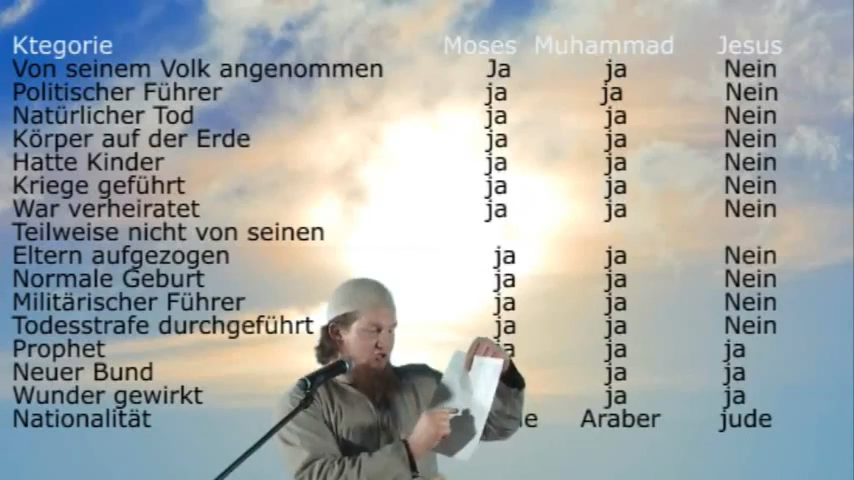 Ktegorie Moses Muhammad Jesus
Von seinem Volk angenommen Ja ja Nein
Politischer Führer ja ja Nein
Natürlicher Tod ja ja Nein
Körper auf der Erde ja ja Nein
Hatte Kinder ja ja Nein
Kriege geführt ja ja Nein
War verheiratet ja ja Nein
Teilweise nicht von seinen
Eltern aufgezogen ja ja Nein
Normale Geburt ja ja Nein
Militärischer Führer ja ja Nein
Todesstrafe durchgeführt ja ja Nein
Prophet ja ja
Neuer Bund ja ja
Wunder gewirkt ja ja
Nationalität Araber jude